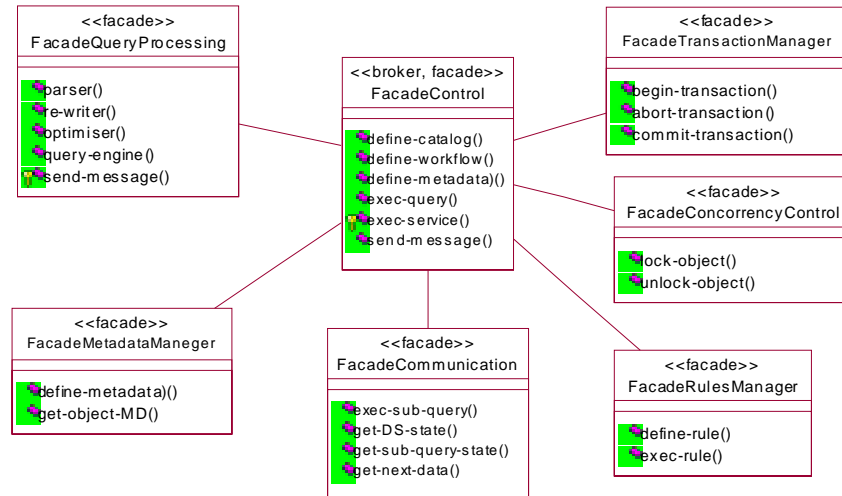 <<facade>>
FacadeQueryProcessing
parser()
re-writer()
optimiser()
query-engine()
send-message()
<<broker, facade>>
FacadeControl
define-catalog()
define-workflow()
define-metadata)()
exec-query()
exec-service()
send-message()
<<facade>>
FacadeTransactionManager
begin-transaction()
abort-transaction()
commit-transaction()
<<facade>>
FacadeConcorrencyControl
lock-object()
unlock-object()
<<facade>>
FacadeMetadataManeger
define-metadata)()
get-object-MD()
<<facade>>
FacadeCommunication
exec-sub-query()
get-DS-state()
get-sub-query-state()
get-next-data()
<<facade>>
FacadeRulesManager
define-rule()
exec-rule()